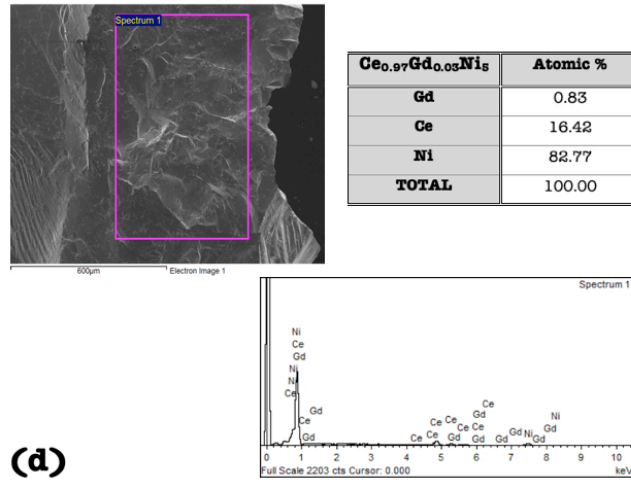 Spectrum 1
600µm Electron Image 1
Ce0.97Gd0.03Ni5 Atomic %
Gd 0.83
Ce 16.42
Ni 82.77
TOTAL 100.00
Spectrum 1
Ni
Ce
Gd
Ni
N
Ce
Ce
Gd
Gd
Ce
Ce
Ce
Gd
Ce
Ce
Gd
Ce
Gd
Gd
Gd
Ni
Gd
Gd
Ni
0 1 2 3 4 5 6 7 8 9 10
Full Scale 2203 cts Cursor: 0.000 keV
(d)